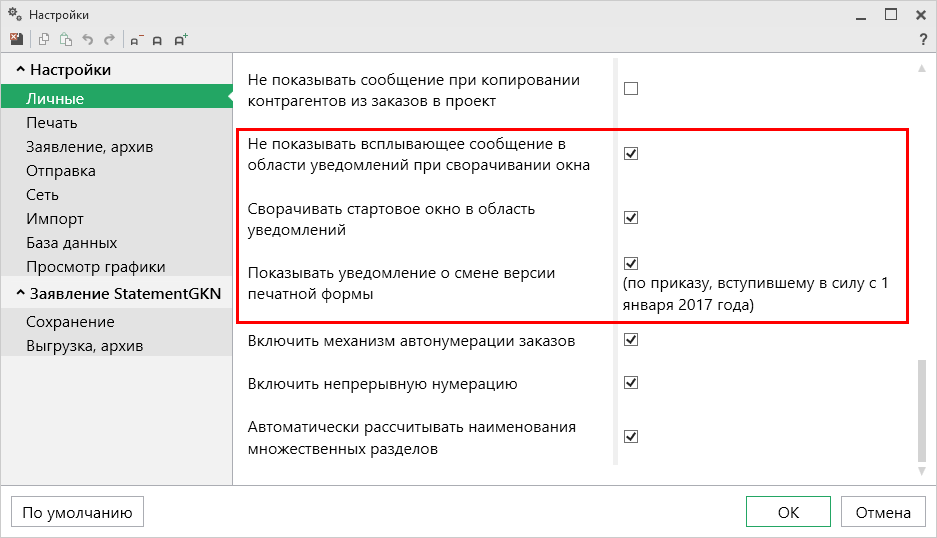 Настройки
?
Настройки
Личные
Печать
Заявление, архив
Отправка
Сеть
Импорт
База данных
Просмотр графики
Заявление StatementGKN
Сохранение
Выгрузка, архив
Не показывать сообщение при копировании
контрагентов из заказов в проект
Не показывать всплывающее сообщение в
области уведомлений при сворачивании окна
Сворачивать стартовое окно в область
уведомлений
Показывать уведомление о смене версии
печатной формы
(по приказу, вступившему в силу с 1
января 2017 года)
Включить механизм автонумерации заказов
Включить непрерывную нумерацию
Автоматически рассчитывать наименования
множественных разделов
По умолчанию
ОК
Отмена